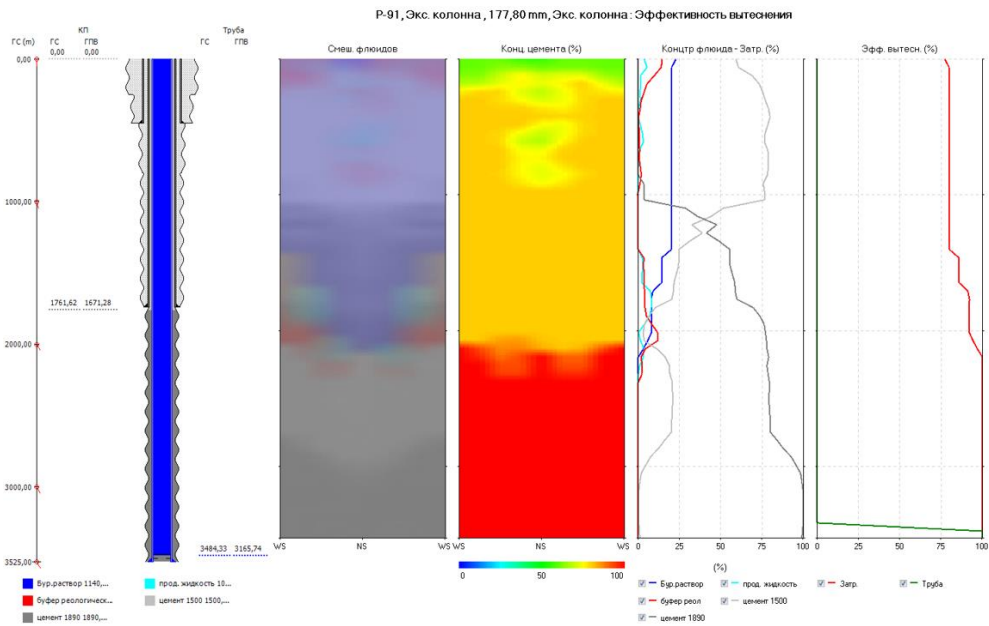 Р-91, Экс. колонна , 177,80 mm, Экс. колонна : Эффективность вытеснения
КП
Труба
ГС (m)
ГС
ГПВ
ГС
ГПВ
0,00
0,00
Смеш. флюидов
Конц. цемента (%)
Концтр флюида - Затр. (%)
Эфф. вытесн. (%)
0,00
1000,00
1761,62
1671,28
2000,00
3000,00
3484,33
3165,74
3525,00
WS
NS
WS
WS
NS
WS
0
25
50
75
100
0
25
50
75
100
(%)
0
50
100
Бур.раствор 1140,...
прод. жидкость 10...
буфер реологическ...
цемент 1500 1500,...
цемент 1890 1890,...
Бур.раствор
прод. жидкость
Затр.
Труба
буфер реол
цемент 1500
цемент 1890